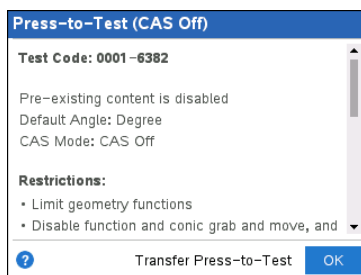 Press-to-Test (CAS Off)
Test Code: 0001-6382
Pre-existing content is disabled
Default Angle: Degree
CAS Mode: CAS Off
Restrictions:
• Limit geometry functions
• Disable function and conic grab and move, and
? Transfer Press-to-Test OK